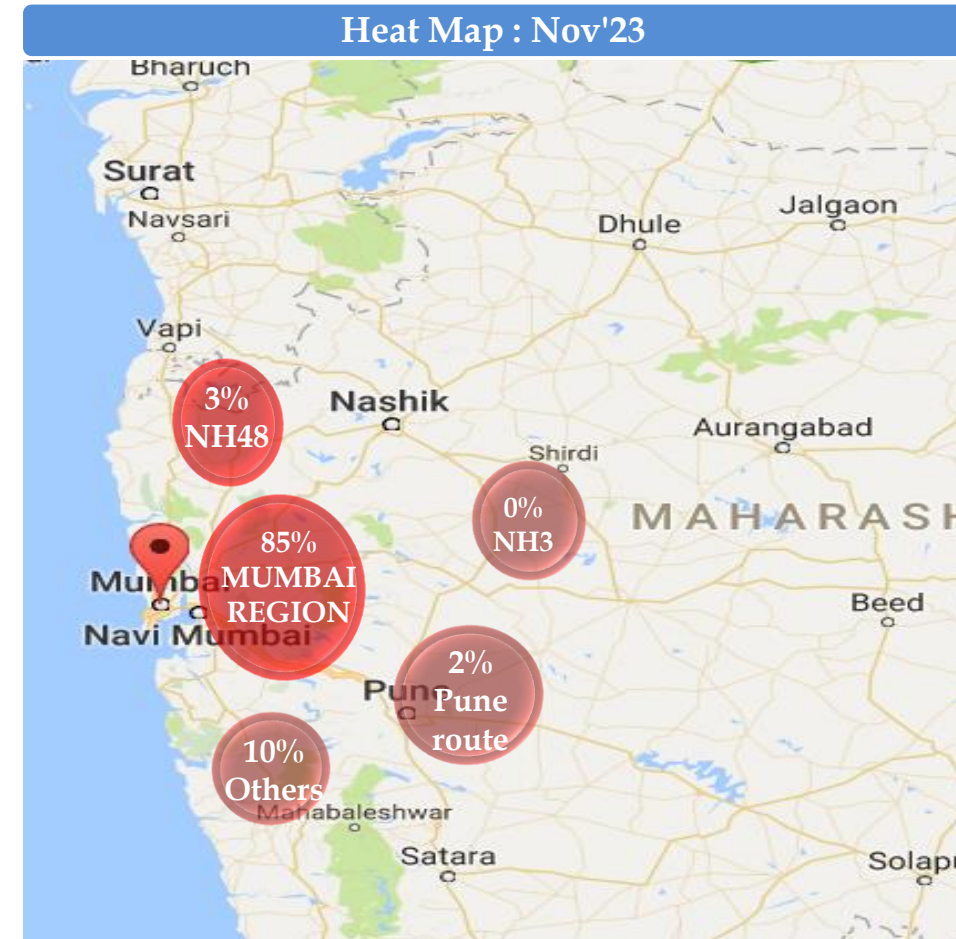 Heat Map : Nov'23
Bharuch
Surat
Navsari
Dhule
Jalgaon
Vapi
3%
NH48
Nashik
Aurangabad
Shirdi
0%
NH3
MAHARASH
85%
MUMBAI
REGION
Mumbai
Navi Mumbai
Beed
2%
Pune
route
Pune
10%
Others
Mahabaleshwar
Satara
Solap